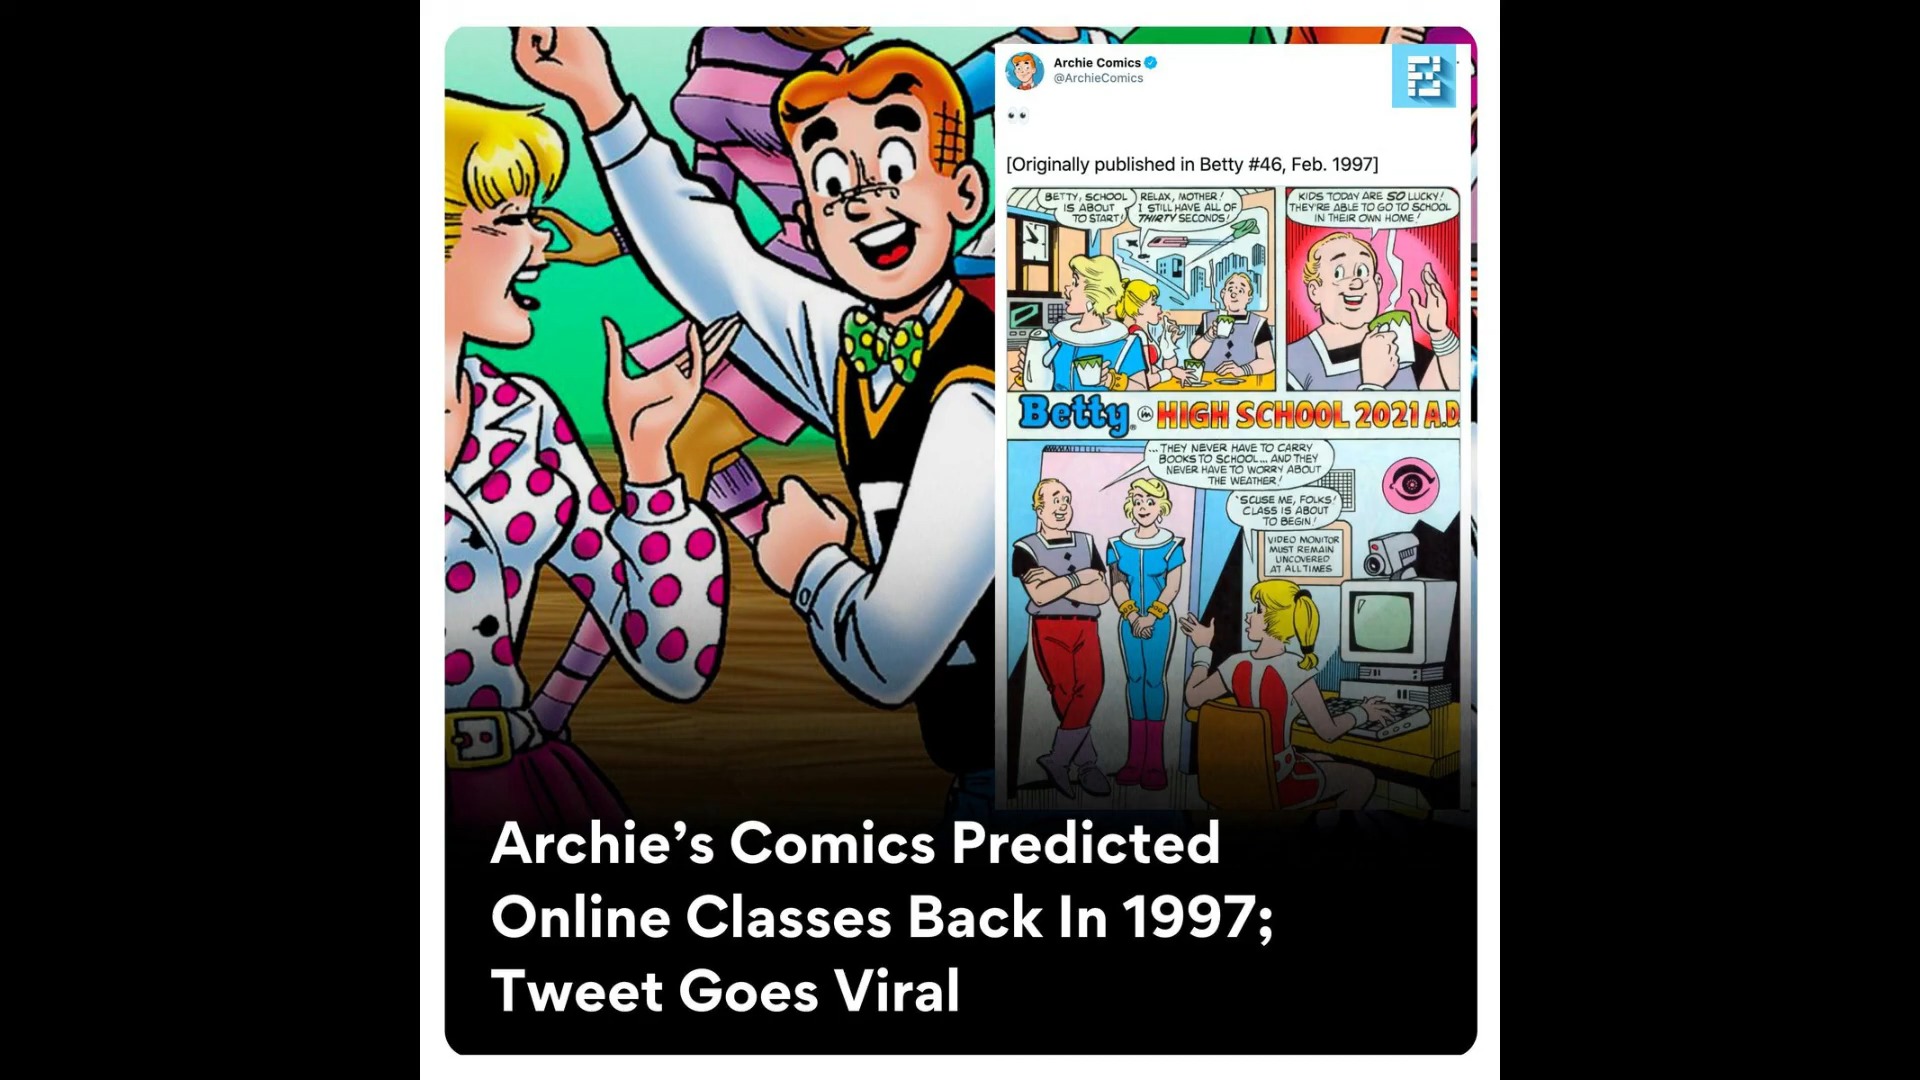 Archie Comics
@ArchieComics
[Originally published in Betty #46, Feb. 1997]
BETTY, SCHOOL
IS ABOUT
TO START!
RELAX, MOTHER!
I STILL HAVE ALL OF
THIRTY SECONDS!
KIDS TODAY ARE SO LUCKY!
THEY'RE ABLE TO GO TO SCHOOL
IN THEIR OWN HOME!
Betty in HIGH SCHOOL 2021 A.D.
...THEY NEVER HAVE TO CARRY
BOOKS TO SCHOOL... AND THEY
NEVER HAVE TO WORRY ABOUT
THE WEATHER!
'SCUSE ME, FOLKS!
CLASS IS ABOUT
TO BEGIN!
VIDEO MONITOR
MUST REMAIN
UNCOVERED
AT ALL TIMES
Archie's Comics Predicted
Online Classes Back In 1997;
Tweet Goes Viral